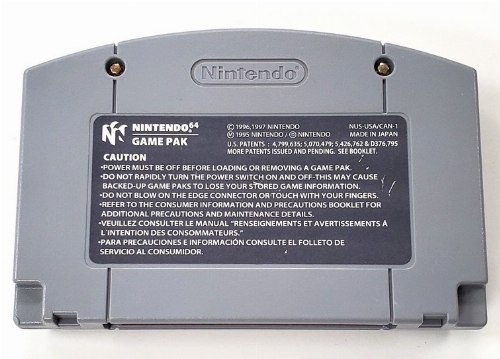 Nintendo
NINTENDO64
GAME PAK
© 1996,1997 NINTENDO
Ⓜ 1995 NINTENDO / © NINTENDO
NUS-USA/CAN-1
MADE IN JAPAN
U.S. PATENTS : 4,799,635; 5,070,479; 5,426,762 & D376,795
MORE PATENTS ISSUED AND PENDING. SEE BOOKLET.
CAUTION
•POWER MUST BE OFF BEFORE LOADING OR REMOVING A GAME PAK.
•DO NOT RAPIDLY TURN THE POWER SWITCH ON AND OFF-THIS MAY CAUSE
BACKED-UP GAME PAKS TO LOSE YOUR STORED GAME INFORMATION.
•DO NOT BLOW ON THE EDGE CONNECTOR OR TOUCH WITH YOUR FINGERS.
•REFER TO THE CONSUMER INFORMATION AND PRECAUTIONS BOOKLET FOR
ADDITIONAL PRECAUTIONS AND MAINTENANCE DETAILS.
•VEUILLEZ CONSULTER LE MANUAL "RENSEIGNEMENTS ET AVERTISSEMENTS Á
L'INTENTION DES CONSOMMATEURS."
•PARA PRECAUCIONES E INFORMACIÓN CONSULTE EL FOLLETO DE
SERVICIO AL CONSUMIDOR.